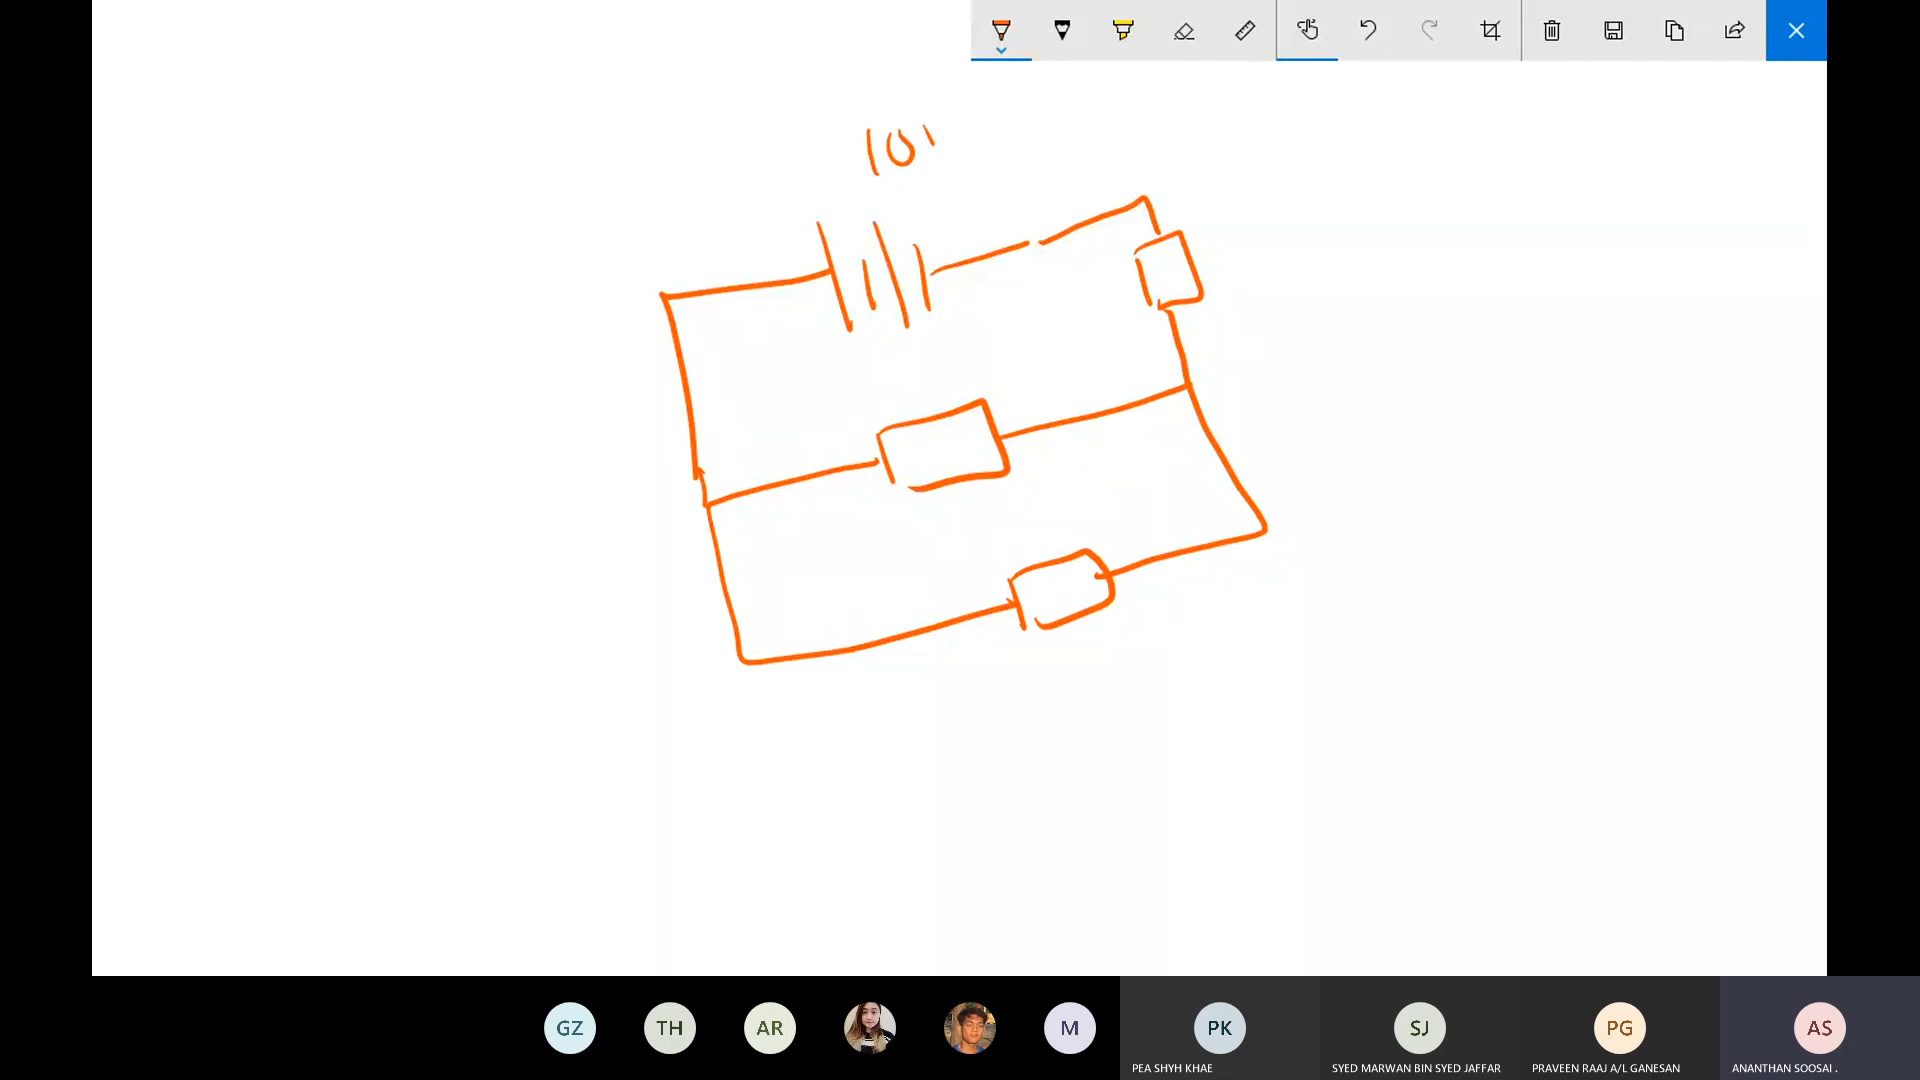 10'
GZ TH AR M PK SJ PG AS
PEA SHYH KHAE SYED MARWAN BIN SYED JAFFAR PRAVEEN RAAJ A/L GANESAN ANANTHAN SOOSAI .